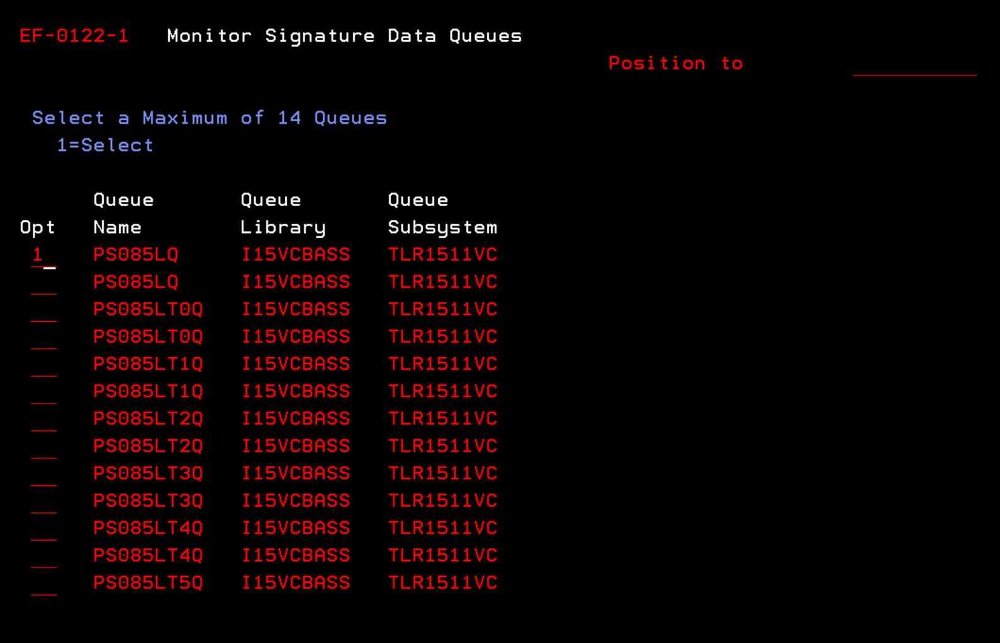 EF-0122-1 Monitor Signature Data Queues
Position to
Select a Maximum of 14 Queues
1=Select
Queue Queue Queue
Opt Name Library Subsystem
1 PS085LQ I15VCBASS TLR1511VC
PS085LQ I15VCBASS TLR1511VC
PS085LT0Q I15VCBASS TLR1511VC
PS085LT0Q I15VCBASS TLR1511VC
PS085LT1Q I15VCBASS TLR1511VC
PS085LT1Q I15VCBASS TLR1511VC
PS085LT2Q I15VCBASS TLR1511VC
PS085LT2Q I15VCBASS TLR1511VC
PS085LT3Q I15VCBASS TLR1511VC
PS085LT3Q I15VCBASS TLR1511VC
PS085LT4Q I15VCBASS TLR1511VC
PS085LT4Q I15VCBASS TLR1511VC
PS085LT5Q I15VCBASS TLR1511VC